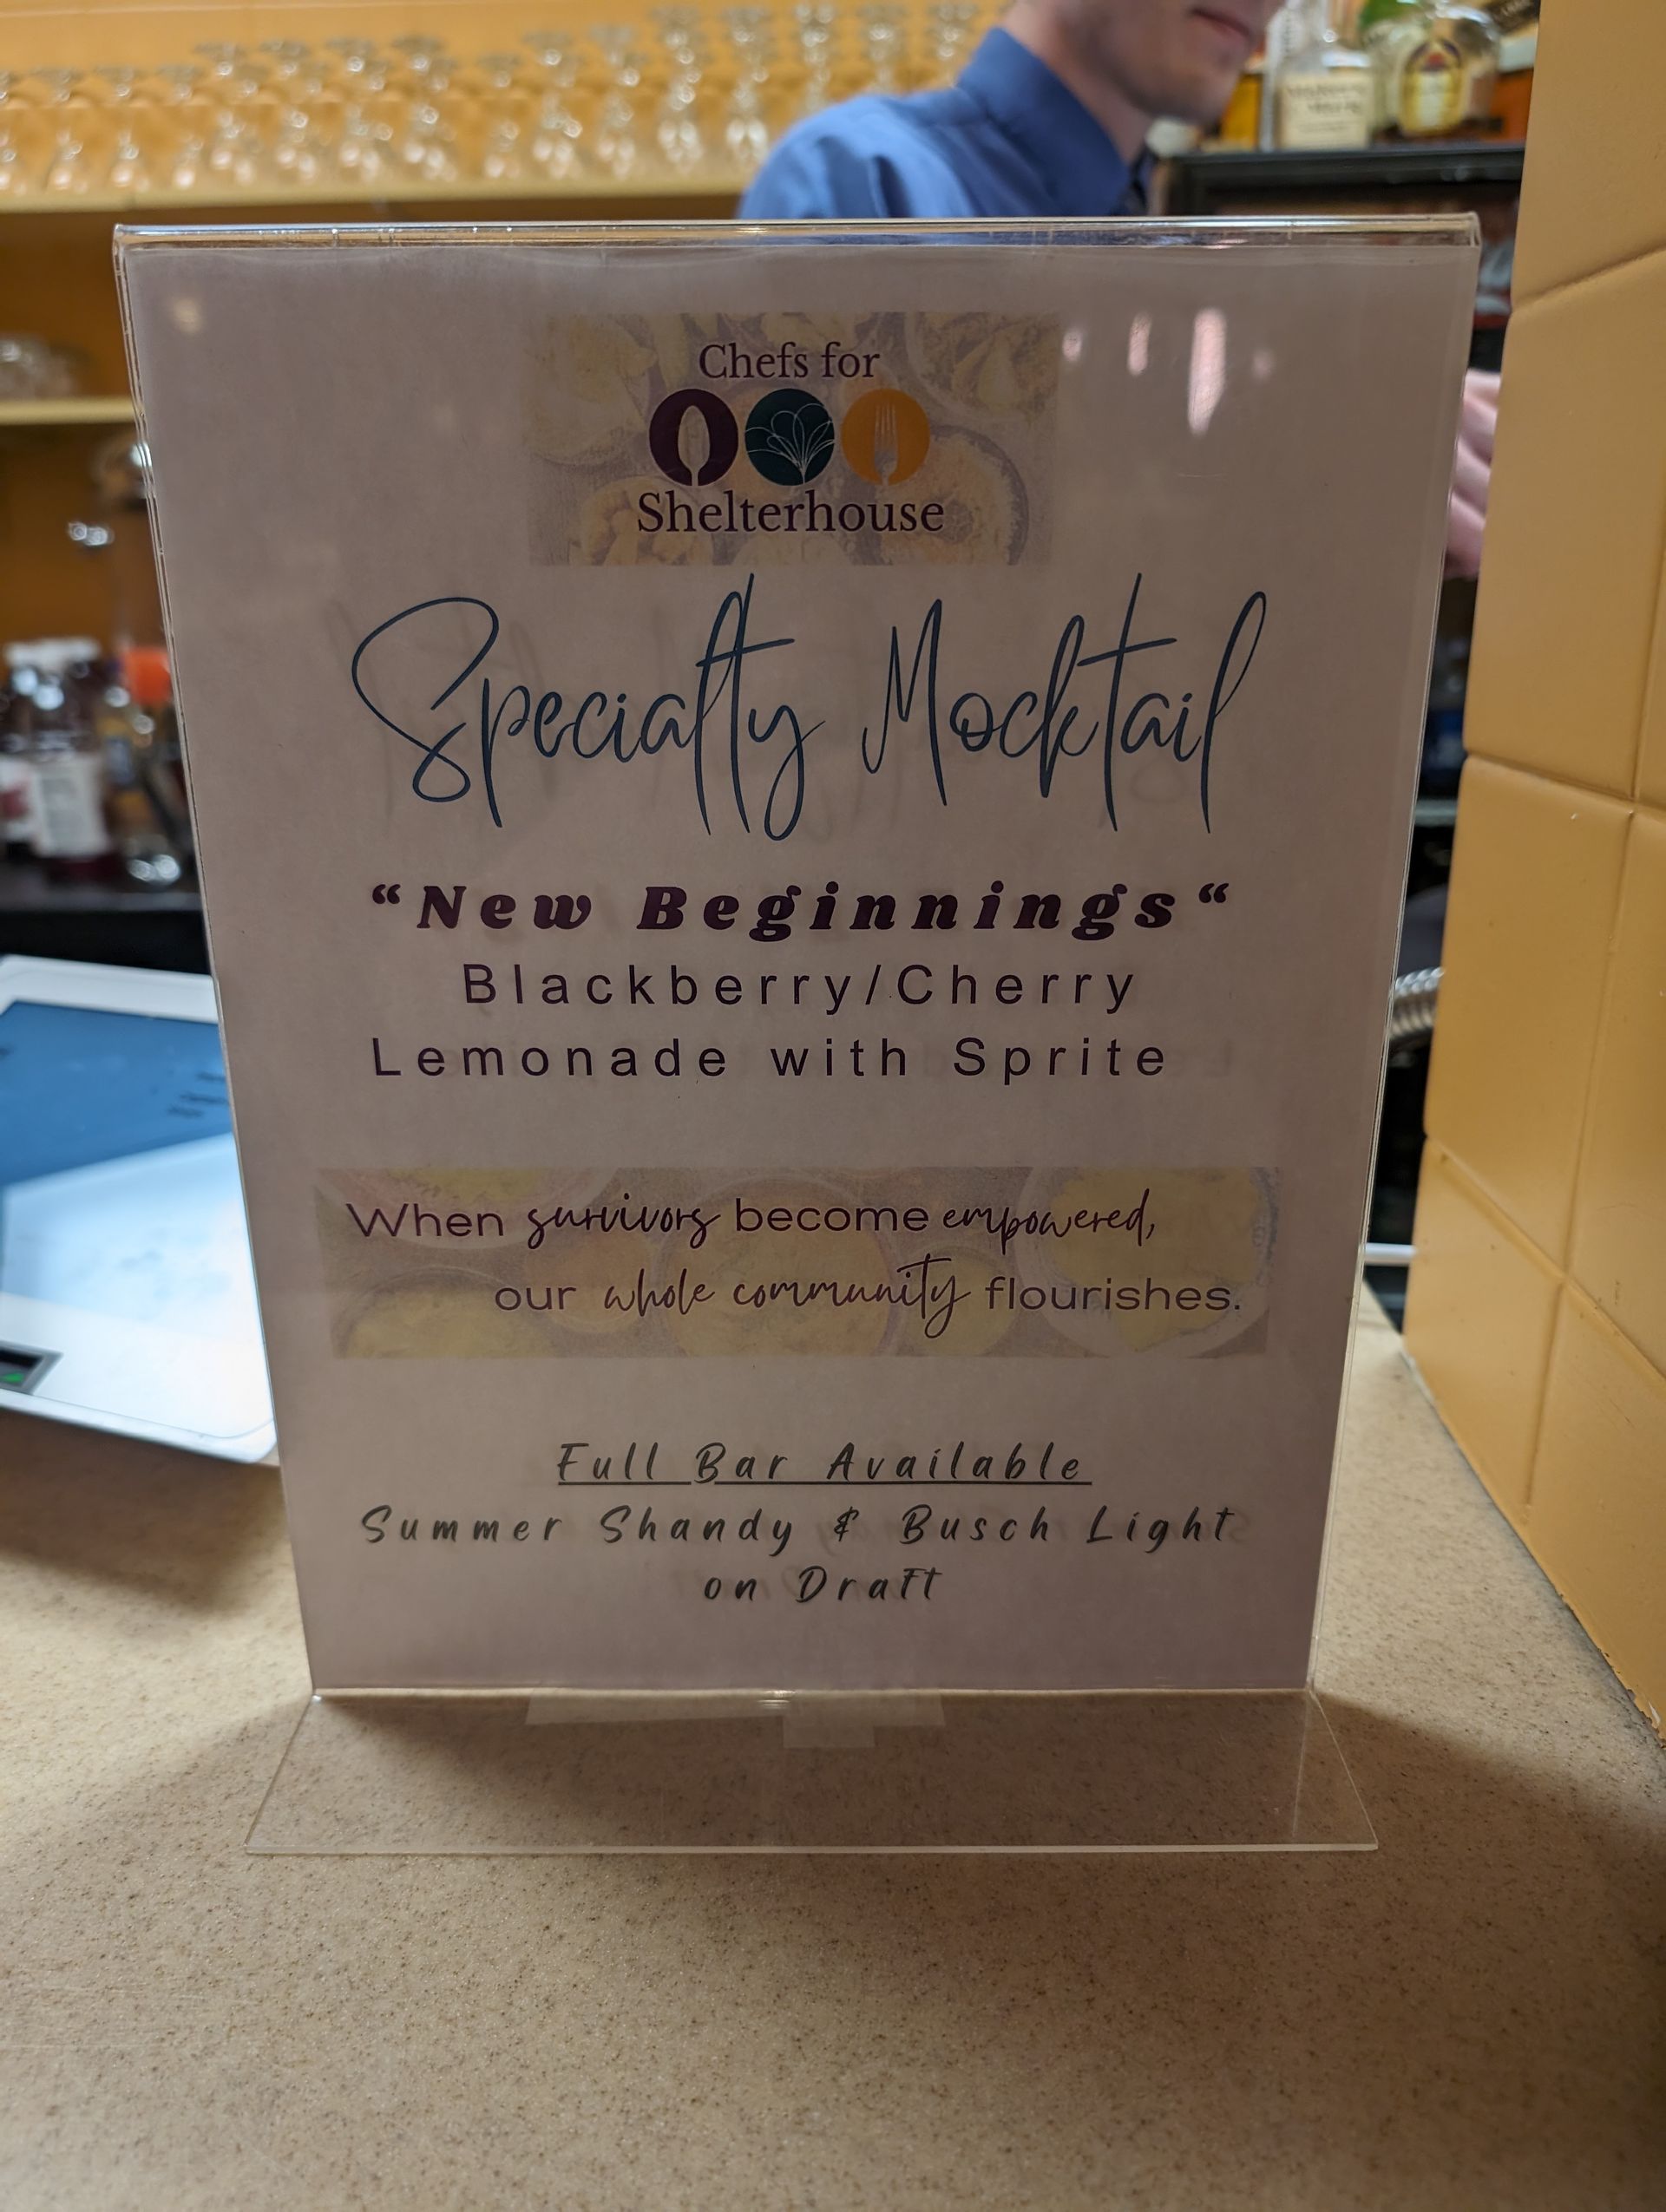 Chefs for
Shelterhouse
Specialty Mocktail
“New Beginnings“
Blackberry/Cherry
Lemonade with Sprite
When survivors become empowered,
our whole community flourishes.
Full Bar Available
Summer Shandy & Busch Light
on Draft